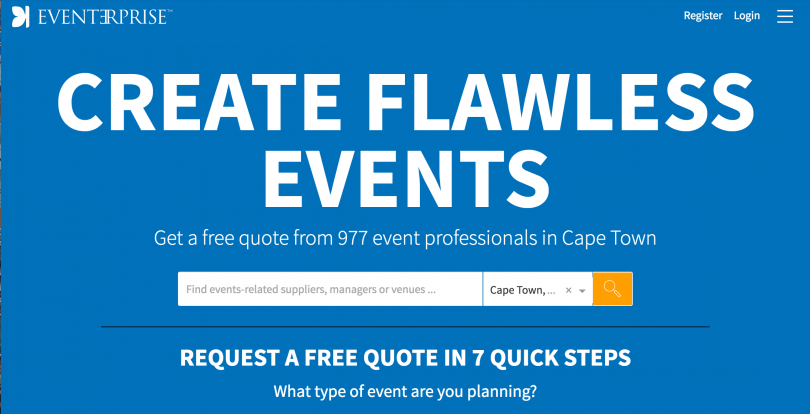 EVENTERPRISE™
Register Login
CREATE FLAWLESS
EVENTS
Get a free quote from 977 event professionals in Cape Town
Find events-related suppliers, managers or venues ...
Cape Town, ... ×
REQUEST A FREE QUOTE IN 7 QUICK STEPS
What type of event are you planning?